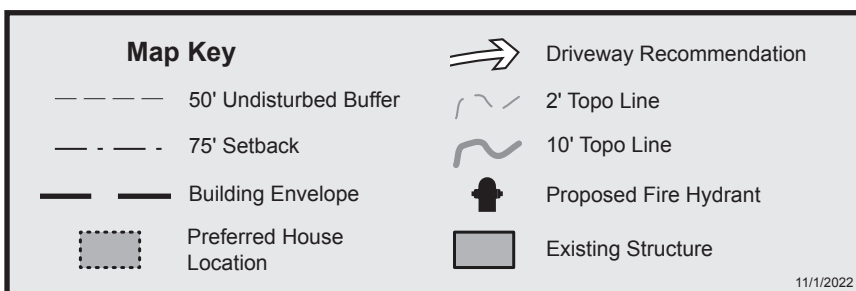 Map Key
50' Undisturbed Buffer
75' Setback
Building Envelope
Preferred House
Location
Driveway Recommendation
2' Topo Line
10' Topo Line
Proposed Fire Hydrant
Existing Structure
11/1/2022